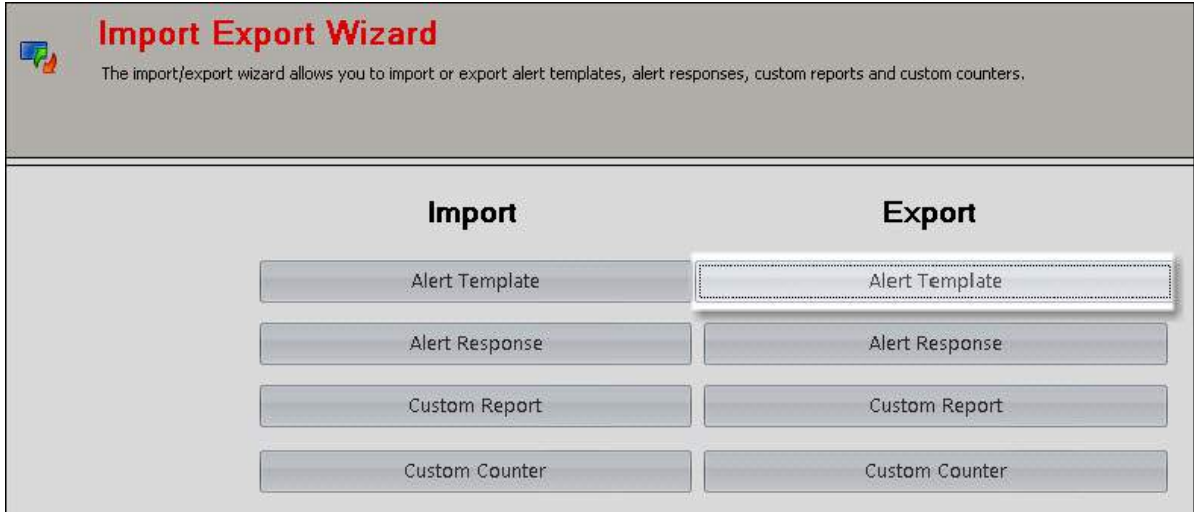 Import Export Wizard
The import/export wizard allows you to import or export alert templates, alert responses, custom reports and custom counters.
Import Export
Alert Template Alert Template
Alert Response Alert Response
Custom Report Custom Report
Custom Counter Custom Counter